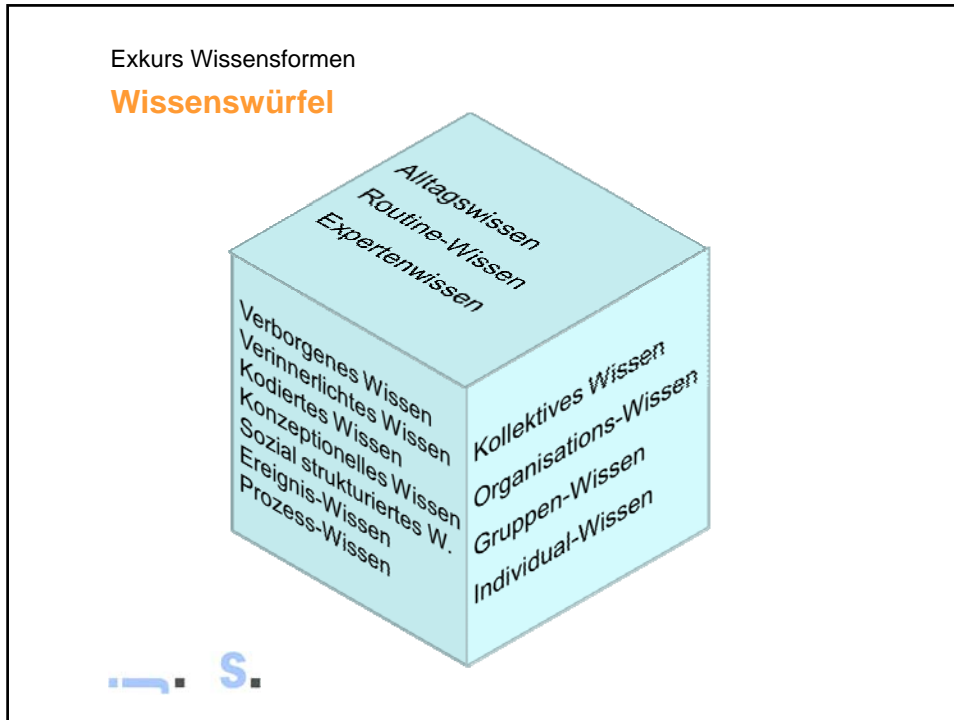 Exkurs Wissensformen
Wissenswürfel
Alltagswissen
Routine-Wissen
Expertenwissen
Verborgenes Wissen
Verinnerlichtes Wissen
Kodiertes Wissen
Konzeptionelles Wissen
Sozial strukturiertes W.
Ereignis-Wissen
Prozess-Wissen
Kollektives Wissen
Organisations-Wissen
Gruppen-Wissen
Individual-Wissen
S.